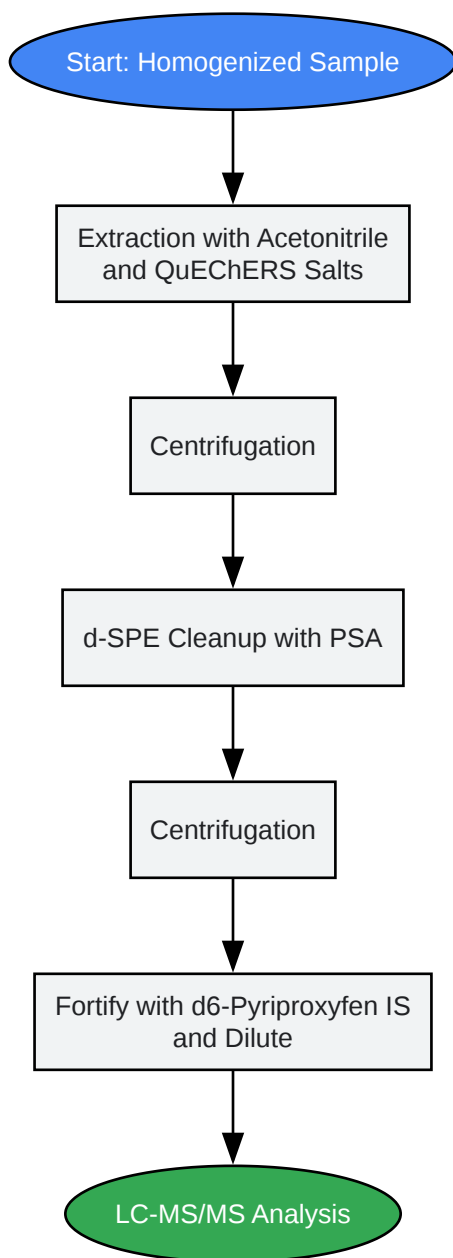 Start: Homogenized Sample
Extraction with Acetonitrile
and QuEChERS Salts
Centrifugation
d-SPE Cleanup with PSA
Centrifugation
Fortify with d6-Pyriproxyfen IS
and Dilute
LC-MS/MS Analysis